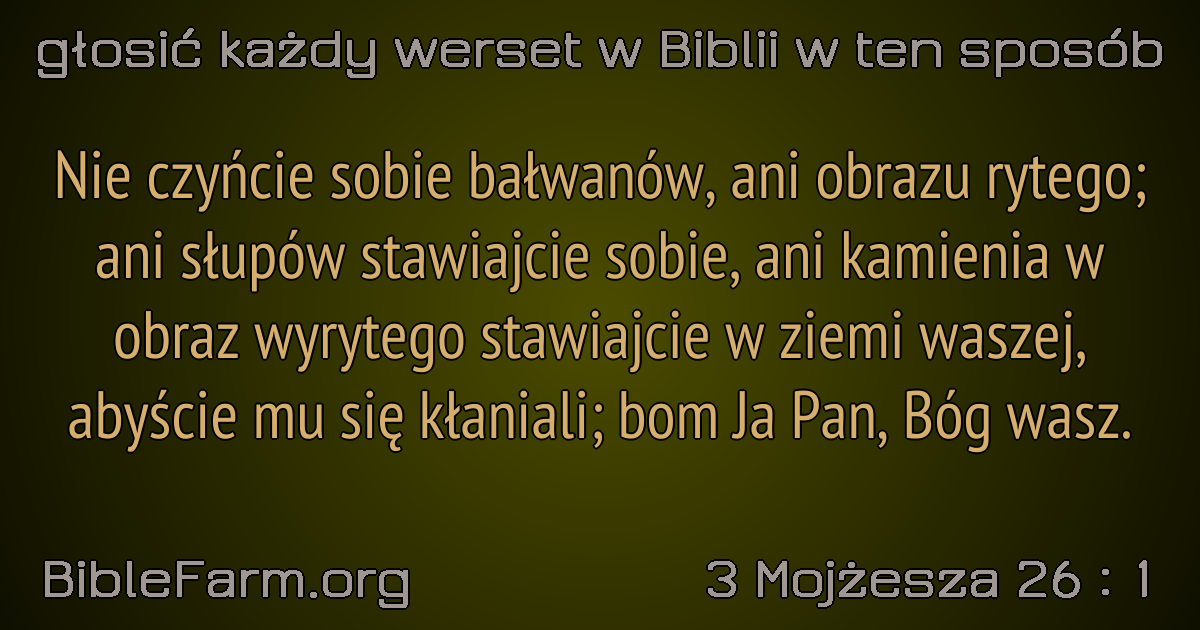 głosić każdy werset w Biblii w ten sposób
Nie czyńcie sobie bałwanów, ani obrazu rytego;
ani słupów stawiajcie sobie, ani kamienia w
obraz wyrytego stawiajcie w ziemi waszej,
abyście mu się kłaniali; bom Ja Pan, Bóg wasz.
BibleFarm.org
3 Mojżesza 26 : 1